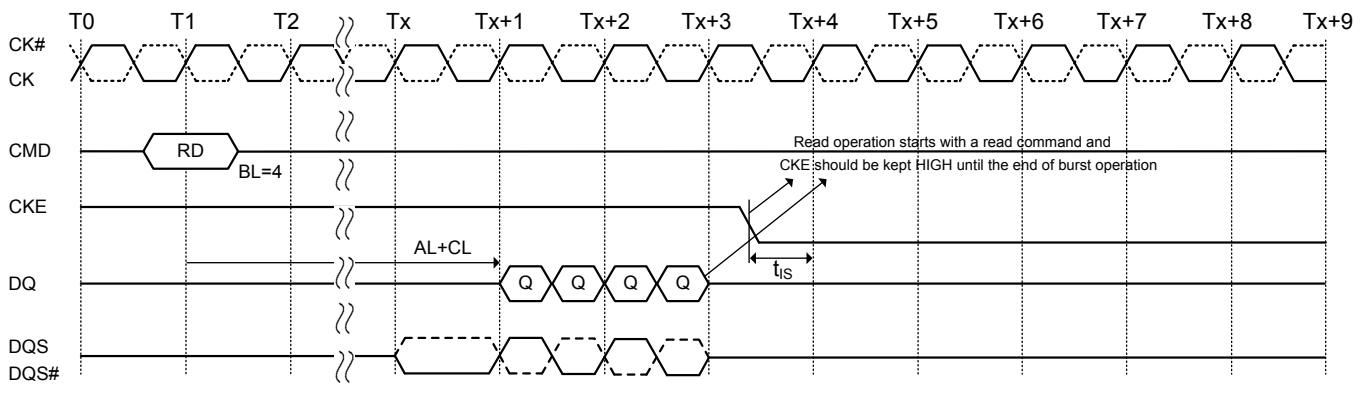 T0 T1 T2 Tx Tx+1 Tx+2 Tx+3 Tx+4 Tx+5 Tx+6 Tx+7 Tx+8 Tx+9
CK#
CK
CMD RD
BL=4
Read operation starts with a read command and
CKE should be kept HIGH until the end of burst operation
CKE
AL+CL
tIS
DQ Q Q Q Q
DQS
DQS#